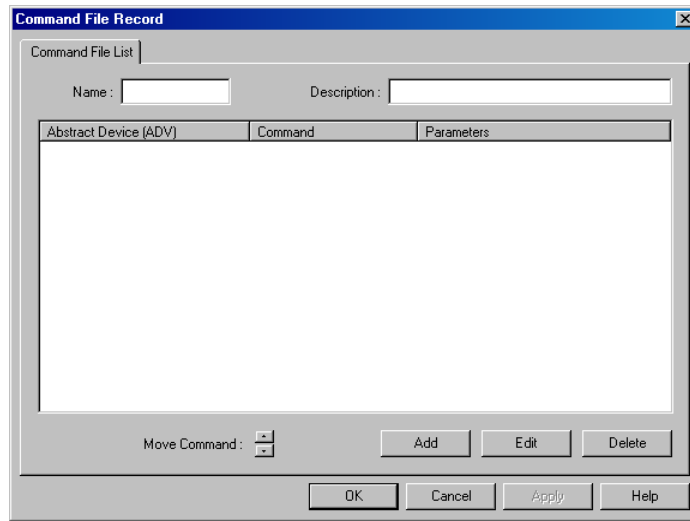 Command File Record
Command File List
Name : Description :
Abstract Device (ADV) Command Parameters
Move Command : Add Edit Delete
OK Cancel Apply Help